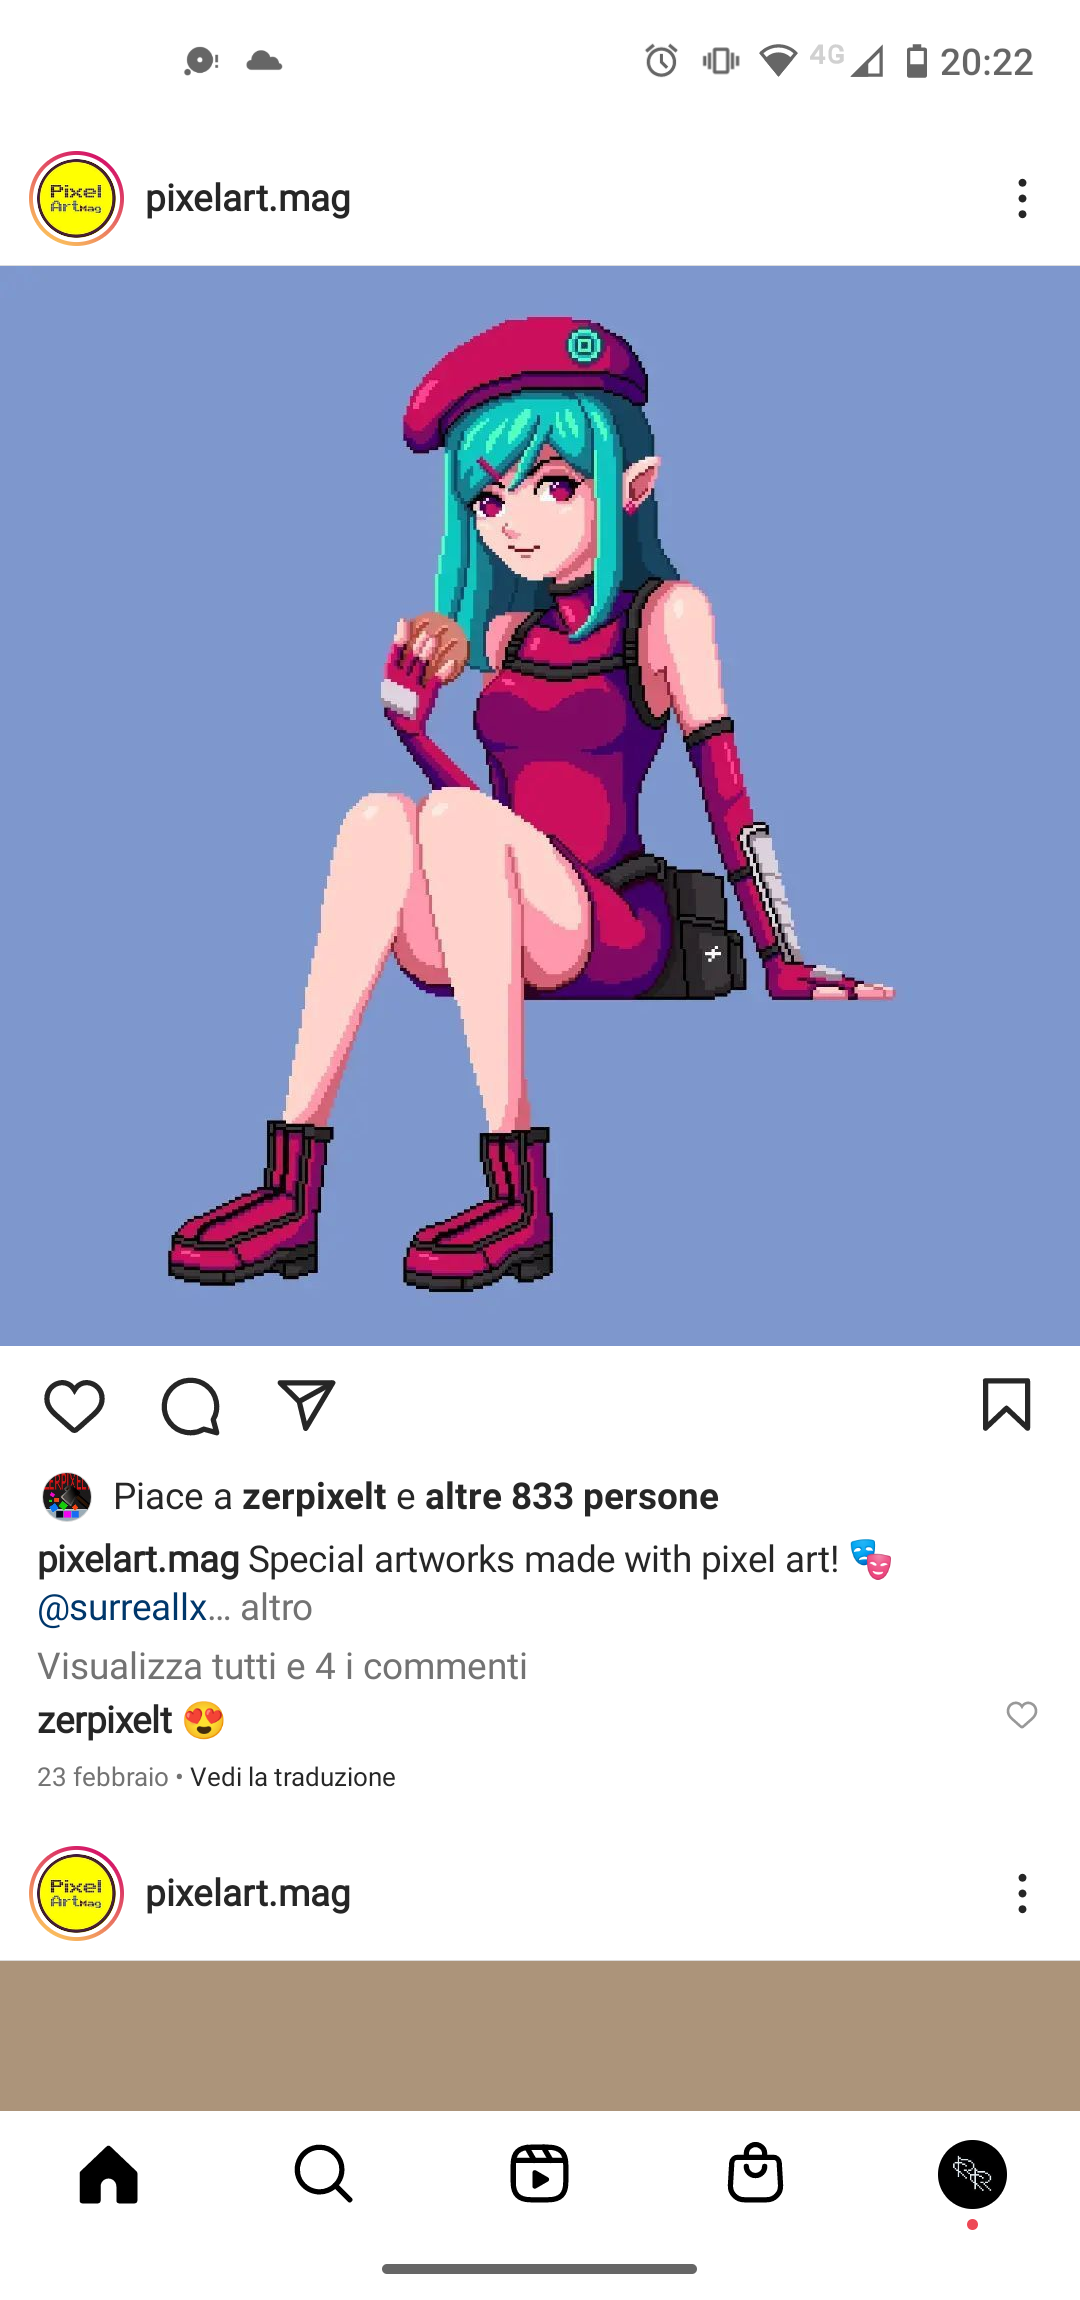 4G 20:22
Pixel
ArtMag
pixelart.mag
Piace a zerpixelt e altre 833 persone
pixelart.mag Special artworks made with pixel art! 🎭
@surreallx... altro
Visualizza tutti e 4 i commenti
zerpixelt 😍
23 febbraio • Vedi la traduzione
Pixel
ArtMag
pixelart.mag